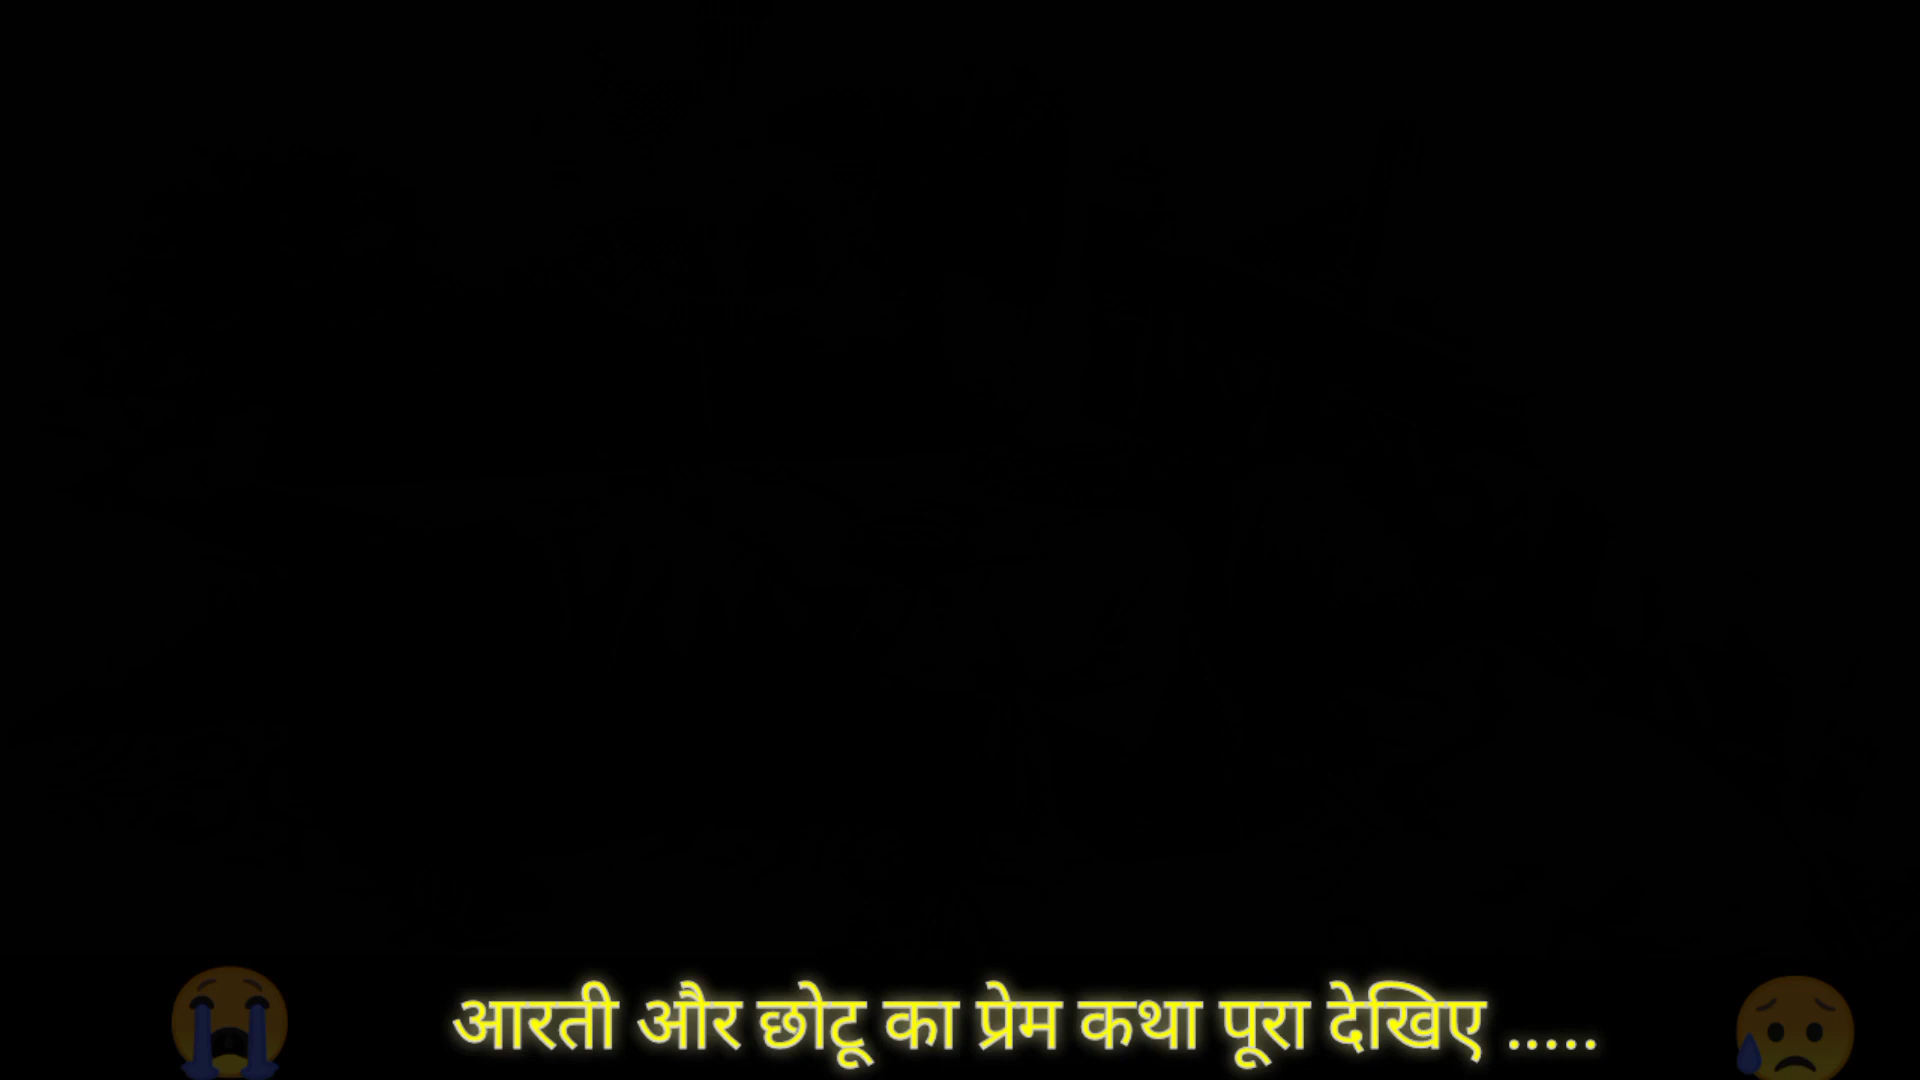 आरती और छोटू का प्रेम कथा पूरा देखिए .....